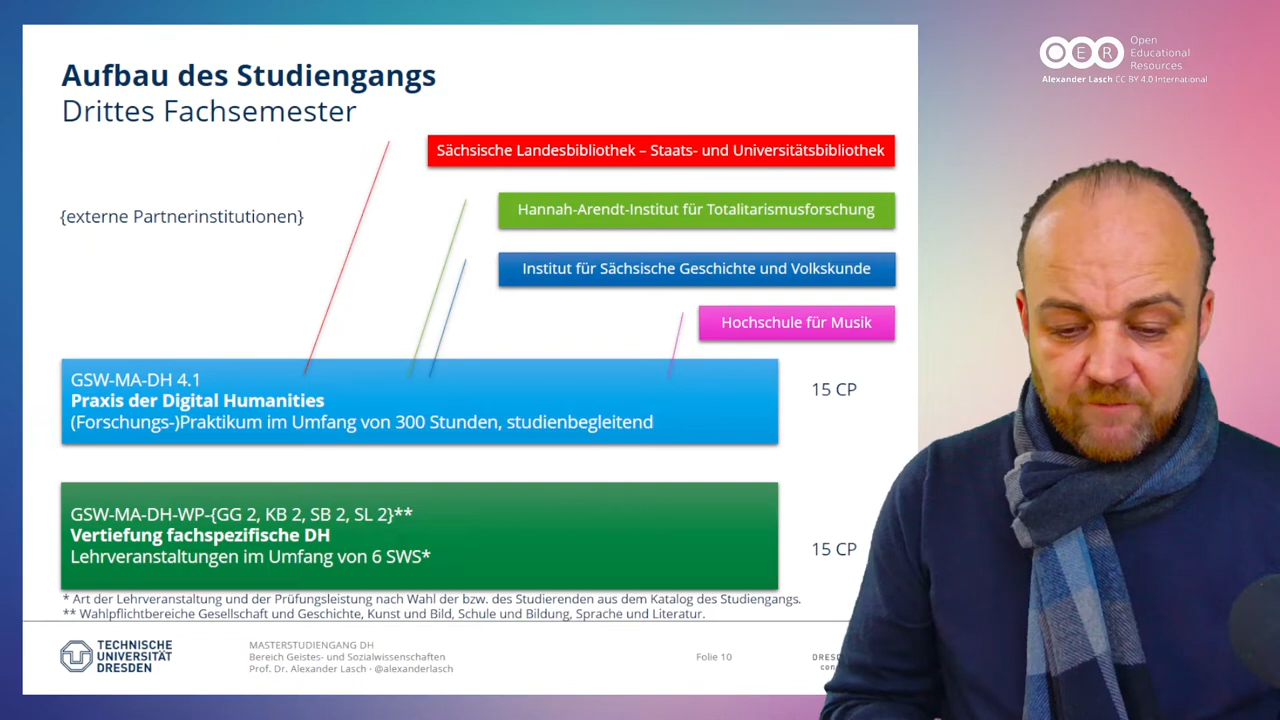 Aufbau des Studiengangs
Drittes Fachsemester
Sächsische Landesbibliothek – Staats- und Universitätsbibliothek
{externe Partnerinstitutionen}
Hannah-Arendt-Institut für Totalitarismusforschung
Institut für Sächsische Geschichte und Volkskunde
Hochschule für Musik
GSW-MA-DH 4.1
Praxis der Digital Humanities
(Forschungs-)Praktikum im Umfang von 300 Stunden, studienbegleitend
15 CP
GSW-MA-DH-WP-{GG 2, KB 2, SB 2, SL 2}**
Vertiefung fachspezifische DH
Lehrveranstaltungen im Umfang von 6 SWS*
15 CP
* Art der Lehrveranstaltung und der Prüfungsleistung nach Wahl der bzw. des Studierenden aus dem Katalog des Studiengangs.
** Wahlpflichtbereiche Gesellschaft und Geschichte, Kunst und Bild, Schule und Bildung, Sprache und Literatur.
TECHNISCHE
UNIVERSITÄT
DRESDEN
MASTERSTUDIENGANG DH
Bereich Geistes- und Sozialwissenschaften
Prof. Dr. Alexander Lasch - @alexanderlasch
Folie 10
OER
Open
Educational
Resources
Alexander Lasch CC BY 4.0 International